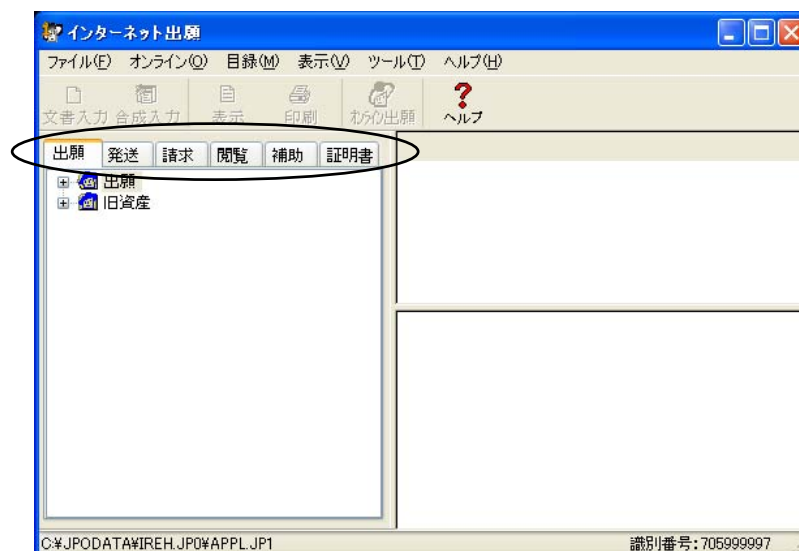 インターネット出願
ファイル(F) オンライン(O) 目録(M) 表示(V) ツール(T) ヘルプ(H)
文書入力 合成入力 表示 印刷 オンライン出願 ヘルプ
出願 発送 請求 閲覧 補助 証明書
出願
旧資産
C:¥JPODATA¥IREH.JP0¥APPL.JP1 識別番号:705999997